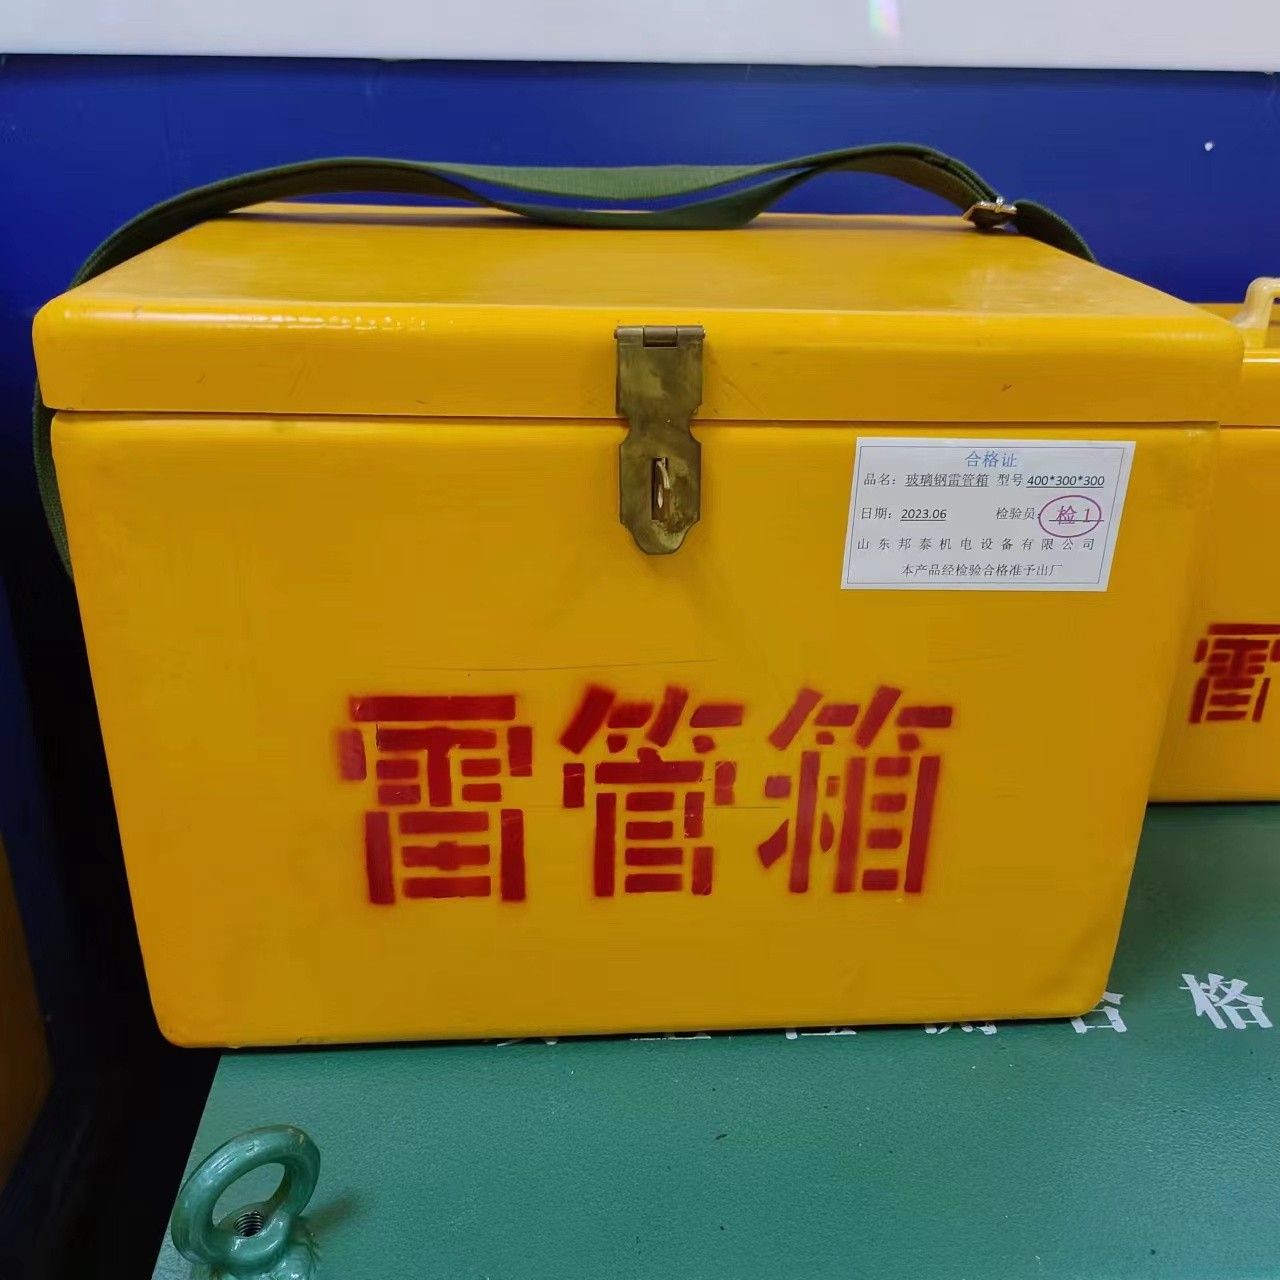 合格证
品名：玻璃钢雷管箱 型号 400*300*300
日期：2023.06 检验员：检1
山东邦泰机电设备有限公司
本产品经检验合格准予出厂
雷管箱
雷
合格